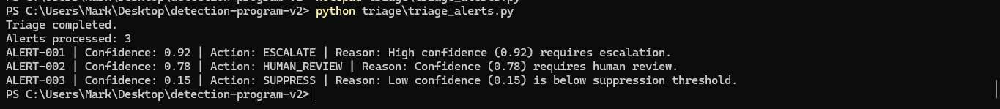 PS C:\Users\Mark\Desktop\detection-program-v2> python triage\triage_alerts.py
Triage completed.
Alerts processed: 3
ALERT-001 | Confidence: 0.92 | Action: ESCALATE | Reason: High confidence (0.92) requires escalation.
ALERT-002 | Confidence: 0.78 | Action: HUMAN_REVIEW | Reason: Confidence (0.78) requires human review.
ALERT-003 | Confidence: 0.15 | Action: SUPPRESS | Reason: Low confidence (0.15) is below suppression threshold.
PS C:\Users\Mark\Desktop\detection-program-v2>